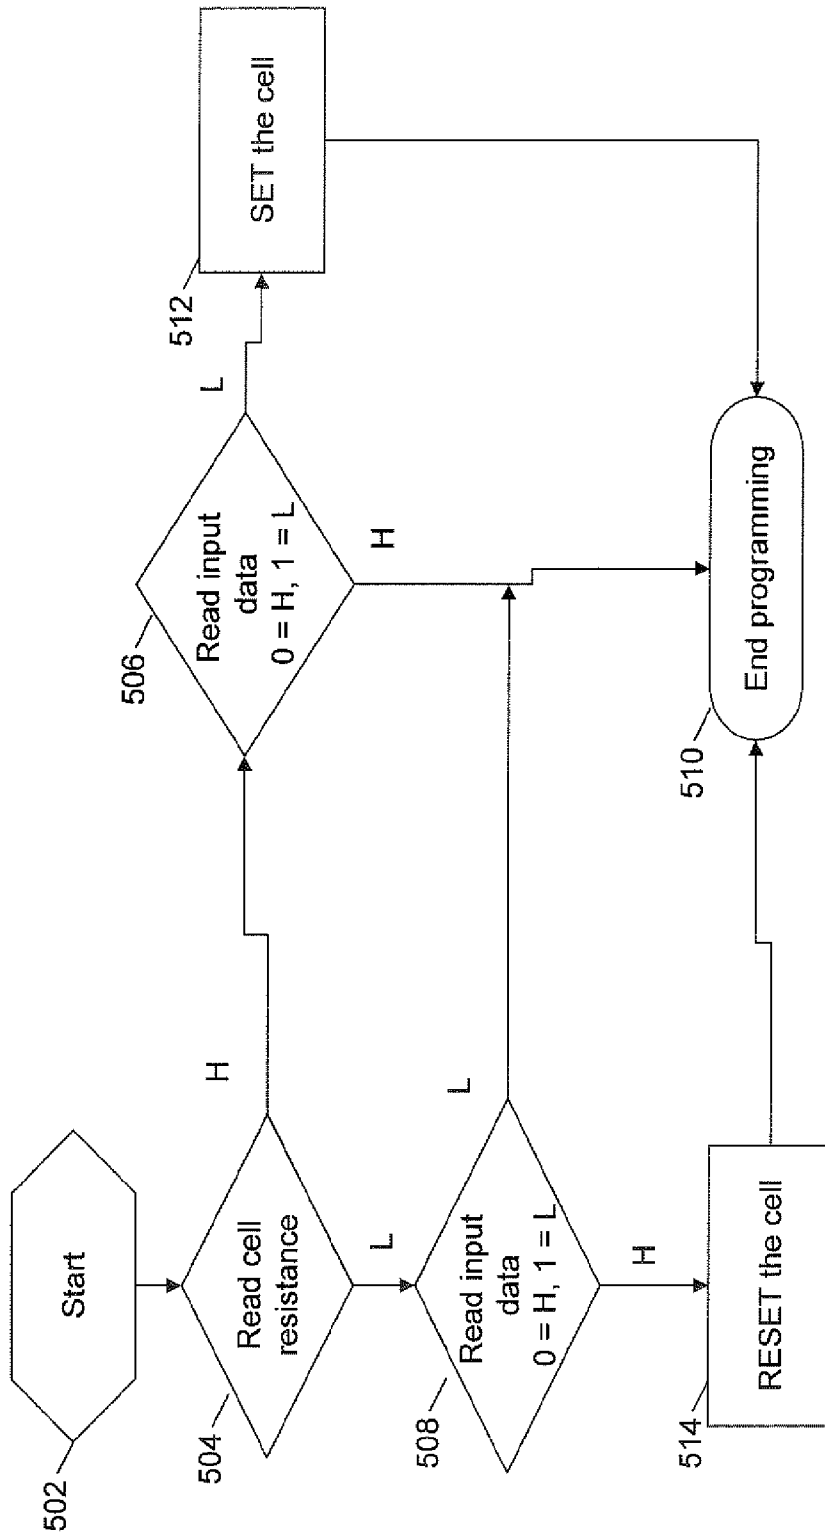 Start
502
Read cell
resistance
504
H
L
Read input
data
0 = H, 1 = L
506
L
H
SET the cell
512
Read input
data
0 = H, 1 = L
508
L
H
RESET the cell
514
End programming
510